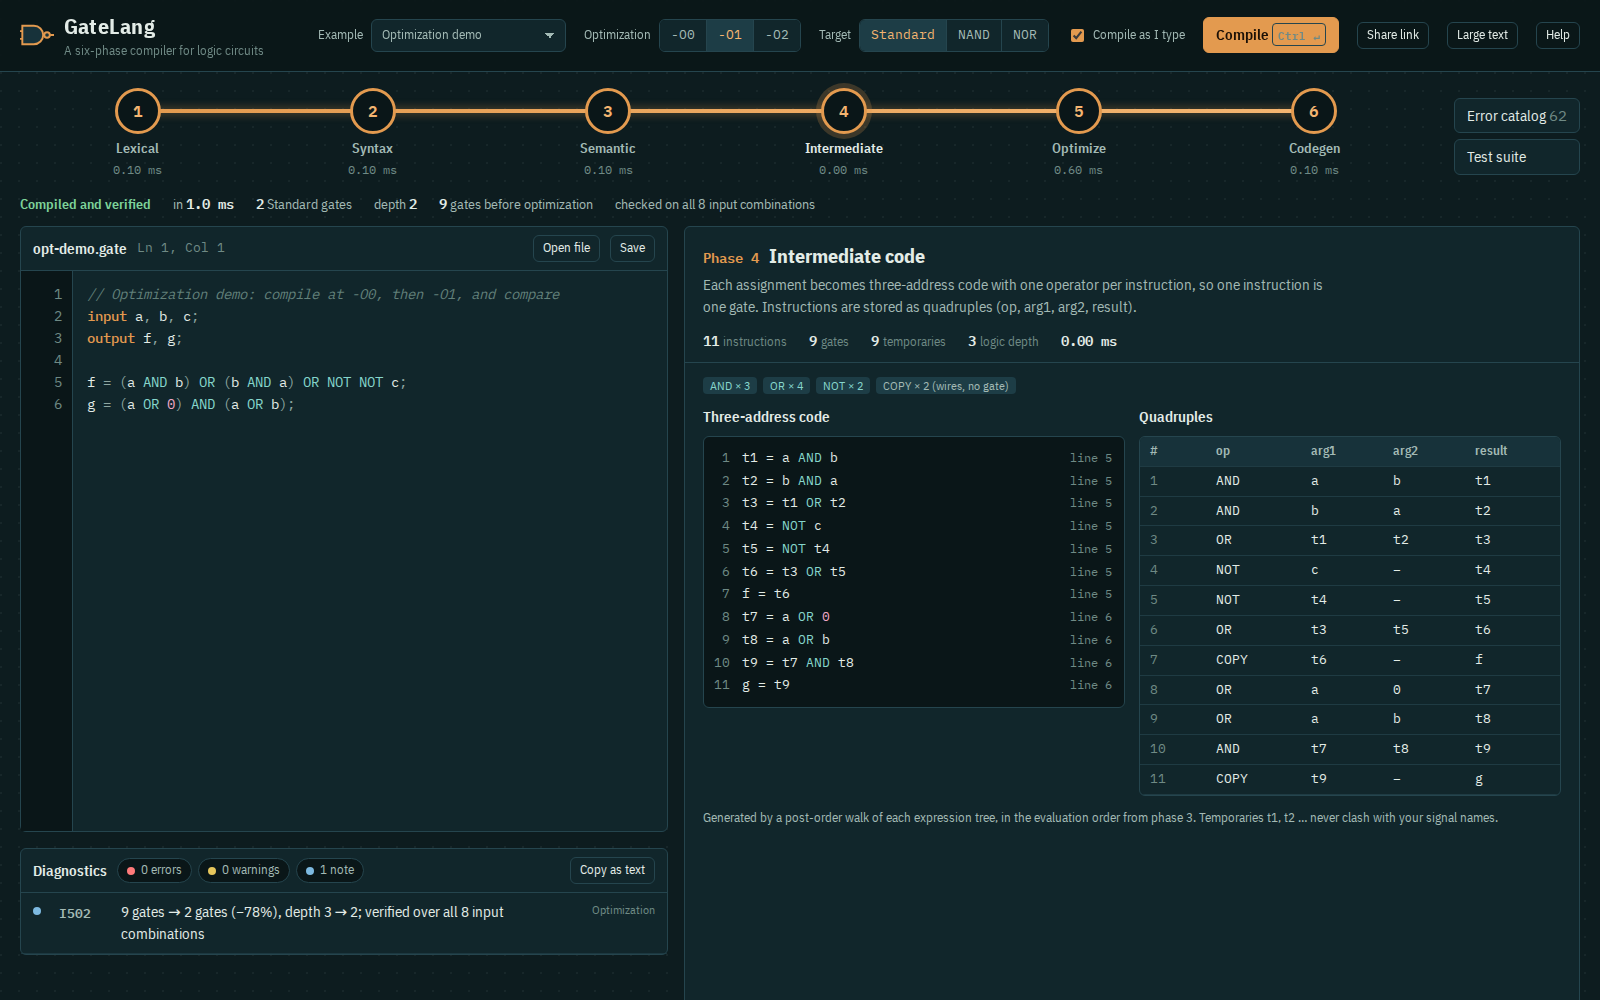 GateLang
A six-phase compiler for logic circuits
Example Optimization demo Optimization -O0 -O1 -O2 Target Standard NAND NOR Compile as I type Compile Ctrl ↵ Share link Large text Help
1 2 3 4 5 6
Lexical Syntax Semantic Intermediate Optimize Codegen
0.10 ms 0.10 ms 0.10 ms 0.00 ms 0.60 ms 0.10 ms
Error catalog 62
Test suite
Compiled and verified in 1.0 ms 2 Standard gates depth 2 9 gates before optimization checked on all 8 input combinations
opt-demo.gate Ln 1, Col 1 Open file Save
1 // Optimization demo: compile at -O0, then -O1, and compare
2 input a, b, c;
3 output f, g;
4
5 f = (a AND b) OR (b AND a) OR NOT NOT c;
6 g = (a OR 0) AND (a OR b);
Diagnostics 0 errors 0 warnings 1 note Copy as text
I502 9 gates → 2 gates (−78%), depth 3 → 2; verified over all 8 input combinations Optimization
Phase 4 Intermediate code
Each assignment becomes three-address code with one operator per instruction, so one instruction is
one gate. Instructions are stored as quadruples (op, arg1, arg2, result).
11 instructions 9 gates 9 temporaries 3 logic depth 0.00 ms
AND × 3 OR × 4 NOT × 2 COPY × 2 (wires, no gate)
Three-address code
1 t1 = a AND b line 5
2 t2 = b AND a line 5
3 t3 = t1 OR t2 line 5
4 t4 = NOT c line 5
5 t5 = NOT t4 line 5
6 t6 = t3 OR t5 line 5
7 f = t6 line 5
8 t7 = a OR 0 line 6
9 t8 = a OR b line 6
10 t9 = t7 AND t8 line 6
11 g = t9 line 6
Quadruples
# op arg1 arg2 result
1 AND a b t1
2 AND b a t2
3 OR t1 t2 t3
4 NOT c – t4
5 NOT t4 – t5
6 OR t3 t5 t6
7 COPY t6 – f
8 OR a 0 t7
9 OR a b t8
10 AND t7 t8 t9
11 COPY t9 – g
Generated by a post-order walk of each expression tree, in the evaluation order from phase 3. Temporaries t1, t2 … never clash with your signal names.